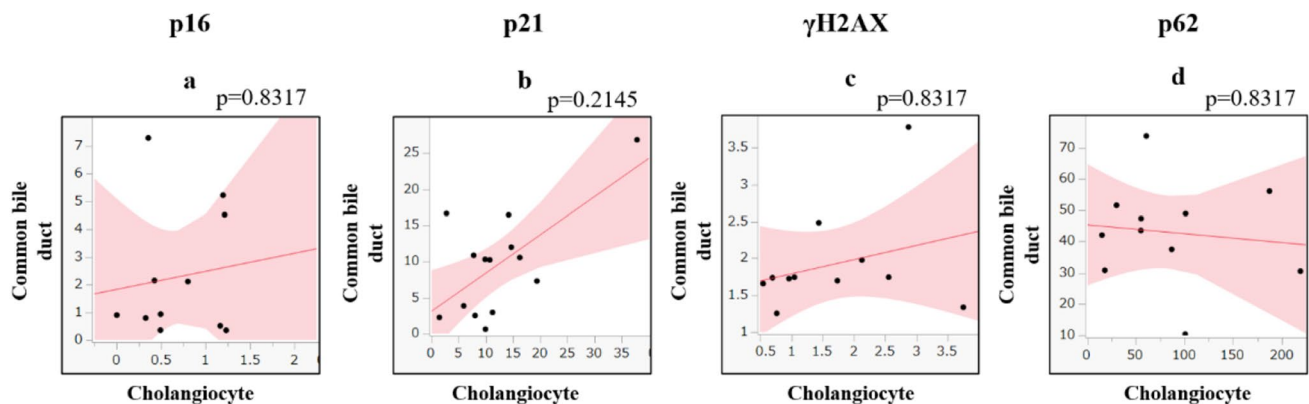 p16
p21
γH2AX
p62
a
b
c
d
p=0.8317
p=0.2145
p=0.8317
p=0.8317
Common bile
duct
7
6
5
4
3
2
1
0
0
0.5
1
1.5
2
Cholangiocyte
Common bile
duct
25
20
15
10
5
0
0
5
10
15
20
25
30
35
Cholangiocyte
Common bile
duct
3.5
3
2.5
2
1.5
1
0.5
1
1.5
2
2.5
3
3.5
Cholangiocyte
Common bile
duct
80
70
60
50
40
30
20
10
0
50
100
150
200
Cholangiocyte